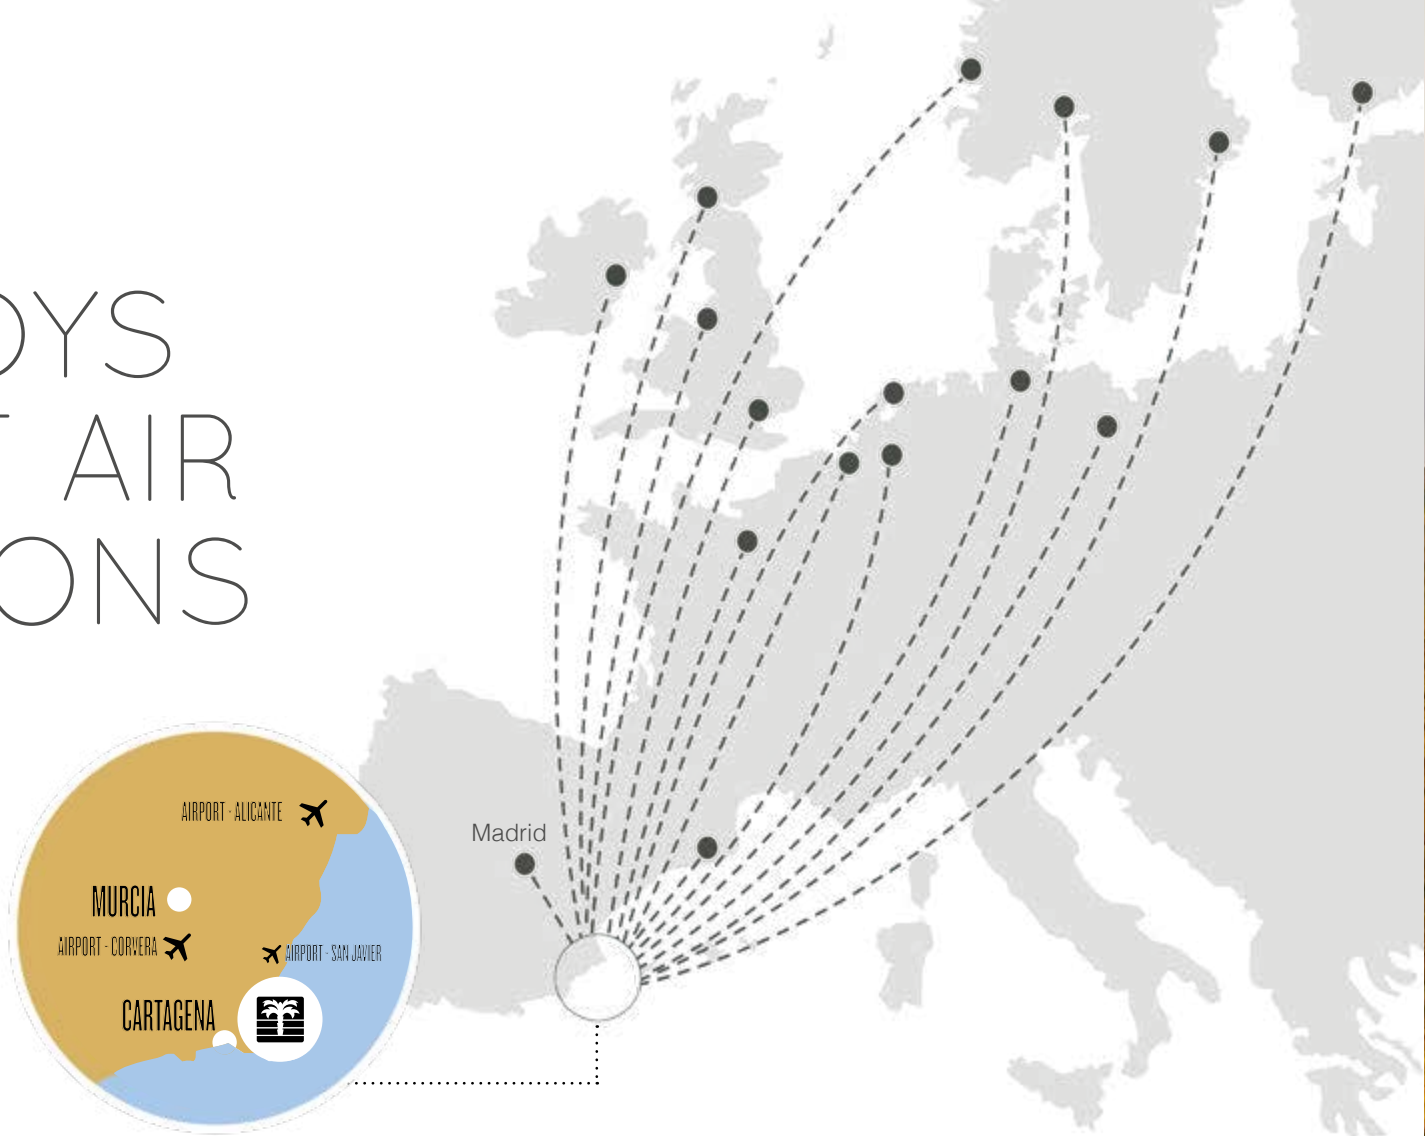 OYS
T AIR
ONS
Madrid
AIRPORT - ALICANTE
MURCIA
AIRPORT - CORVERA
AIRPORT - SAN JAVIER
CARTAGENA